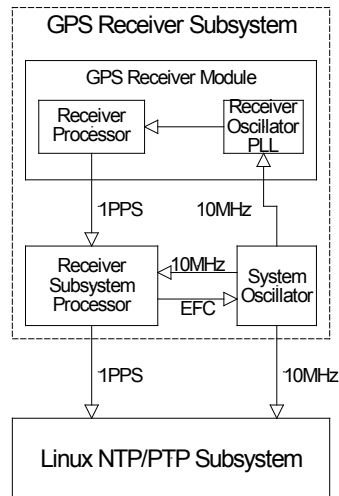 GPS Receiver Subsystem
GPS Receiver Module
Receiver
Processor
Receiver
Oscillator
PLL
1PPS
10MHz
Receiver
Subsystem
Processor
10MHz
EFC
System
Oscillator
1PPS
10MHz
Linux NTP/PTP Subsystem